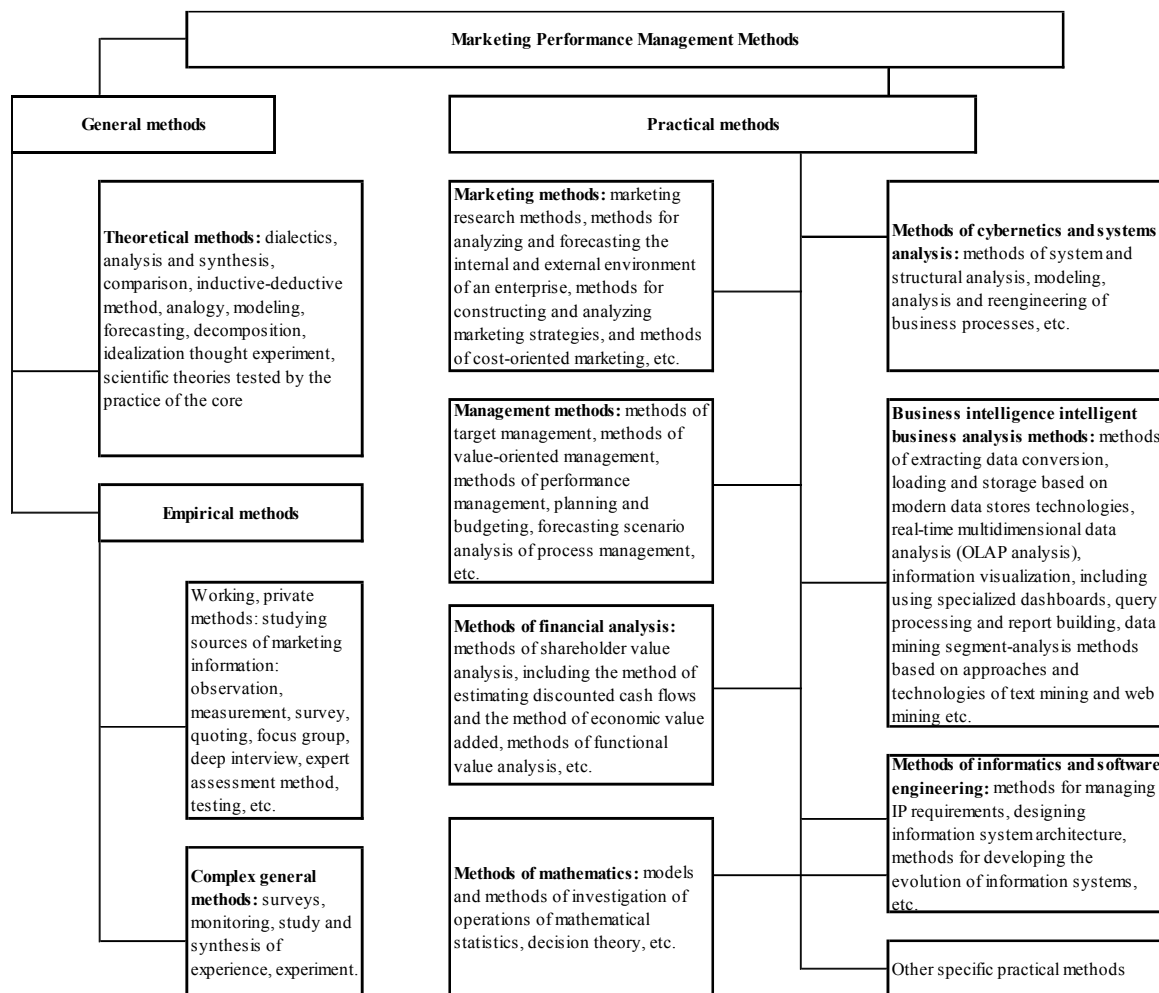 Marketing Performance Management Methods
General methods
Practical methods
Theoretical methods: dialectics,
analysis and synthesis,
comparison, inductive-deductive
method, analogy, modeling,
forecasting, decomposition,
idealization thought experiment,
scientific theories tested by the
practice of the core
Empirical methods
Working, private
methods: studying
sources of marketing
information:
observation,
measurement, survey,
quoting, focus group,
deep interview, expert
assessment method,
testing, etc.
Complex general
methods: surveys,
monitoring, study and
synthesis of
experience, experiment.
Marketing methods: marketing
research methods, methods for
analyzing and forecasting the
internal and external environment
of an enterprise, methods for
constructing and analyzing
marketing strategies, and methods
of cost-oriented marketing, etc.
Management methods: methods of
target management, methods of
value-oriented management,
methods of performance
management, planning and
budgeting, forecasting scenario
analysis of process management,
etc.
Methods of financial analysis:
methods of shareholder value
analysis, including the method of
estimating discounted cash flows
and the method of economic value
added, methods of functional
value analysis, etc.
Methods of mathematics: models
and methods of investigation of
operations of mathematical
statistics, decision theory, etc.
Methods of cybernetics and systems
analysis: methods of system and
structural analysis, modeling,
analysis and reengineering of
business processes, etc.
Business intelligence intelligent
business analysis methods: methods
of extracting data conversion,
loading and storage based on
modern data stores technologies,
real-time multidimensional data
analysis (OLAP analysis),
information visualization, including
using specialized dashboards, query
processing and report building, data
mining segment-analysis methods
based on approaches and
technologies of text mining and web
mining etc.
Methods of informatics and software
engineering: methods for managing
IP requirements, designing
information system architecture,
methods for developing the
evolution of information systems,
etc.
Other specific practical methods